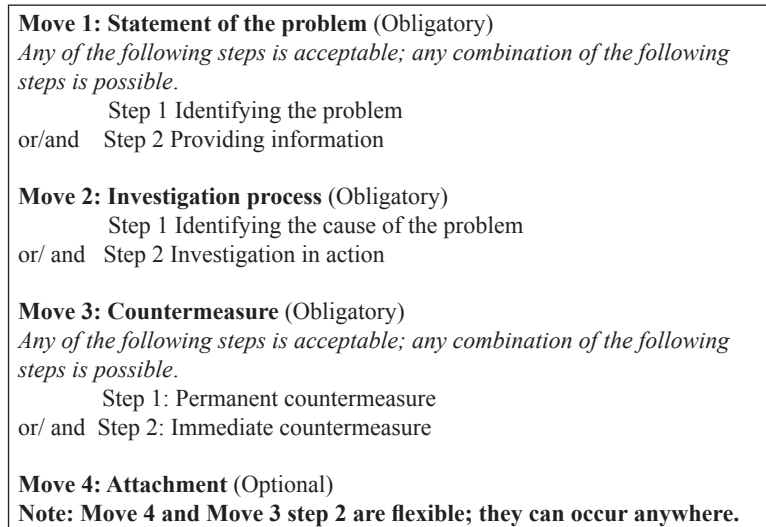 Move 1: Statement of the problem (Obligatory)
Any of the following steps is acceptable; any combination of the following
steps is possible.
Step 1 Identifying the problem
or/and Step 2 Providing information
Move 2: Investigation process (Obligatory)
Step 1 Identifying the cause of the problem
or/ and Step 2 Investigation in action
Move 3: Countermeasure (Obligatory)
Any of the following steps is acceptable; any combination of the following
steps is possible.
Step 1: Permanent countermeasure
or/ and Step 2: Immediate countermeasure
Move 4: Attachment (Optional)
Note: Move 4 and Move 3 step 2 are flexible; they can occur anywhere.